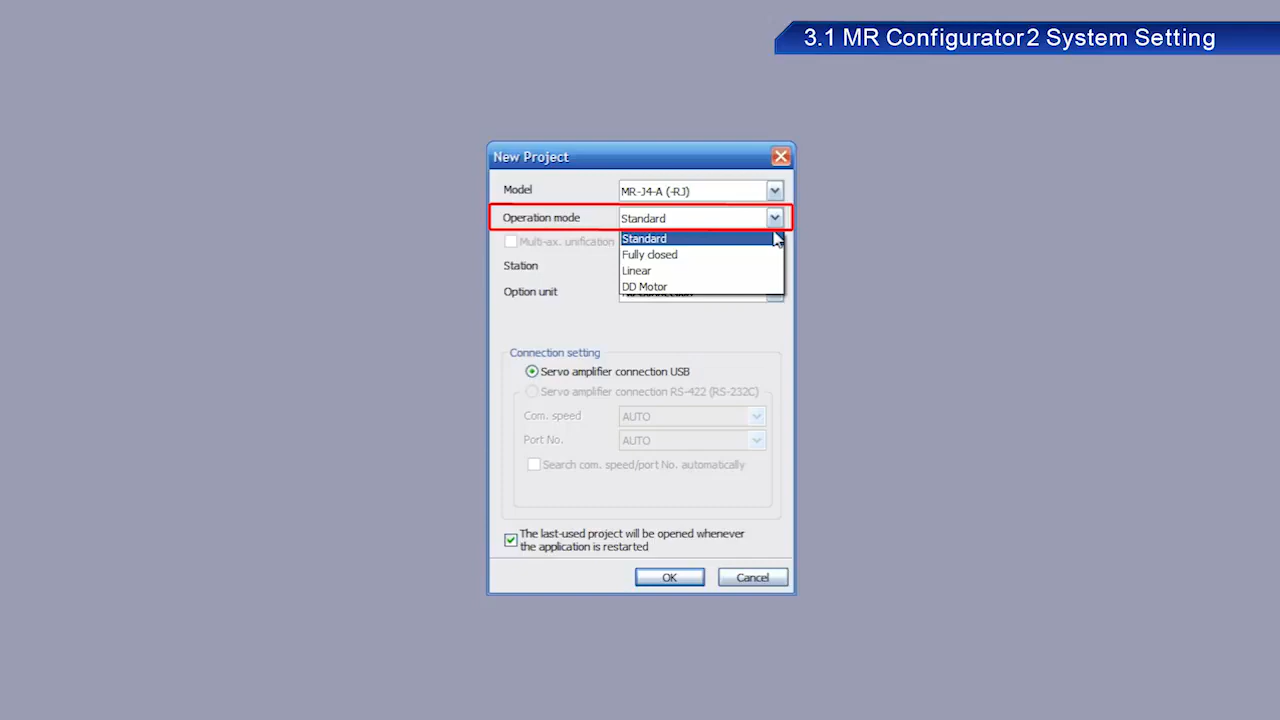 3.1 MR Configurator2 System Setting
New Project
Model
MR-J4-A (-RJ)
Operation mode
Standard
Standard
Multi-ax. unification
Fully closed
Station
Linear
DD Motor
Option unit
No Connection
Connection setting
Servo amplifier connection USB
Servo amplifier connection RS-422 (RS-232C)
Com. speed
AUTO
Port No.
AUTO
Search com. speed/port No. automatically
The last-used project will be opened whenever
the application is restarted
OK
Cancel